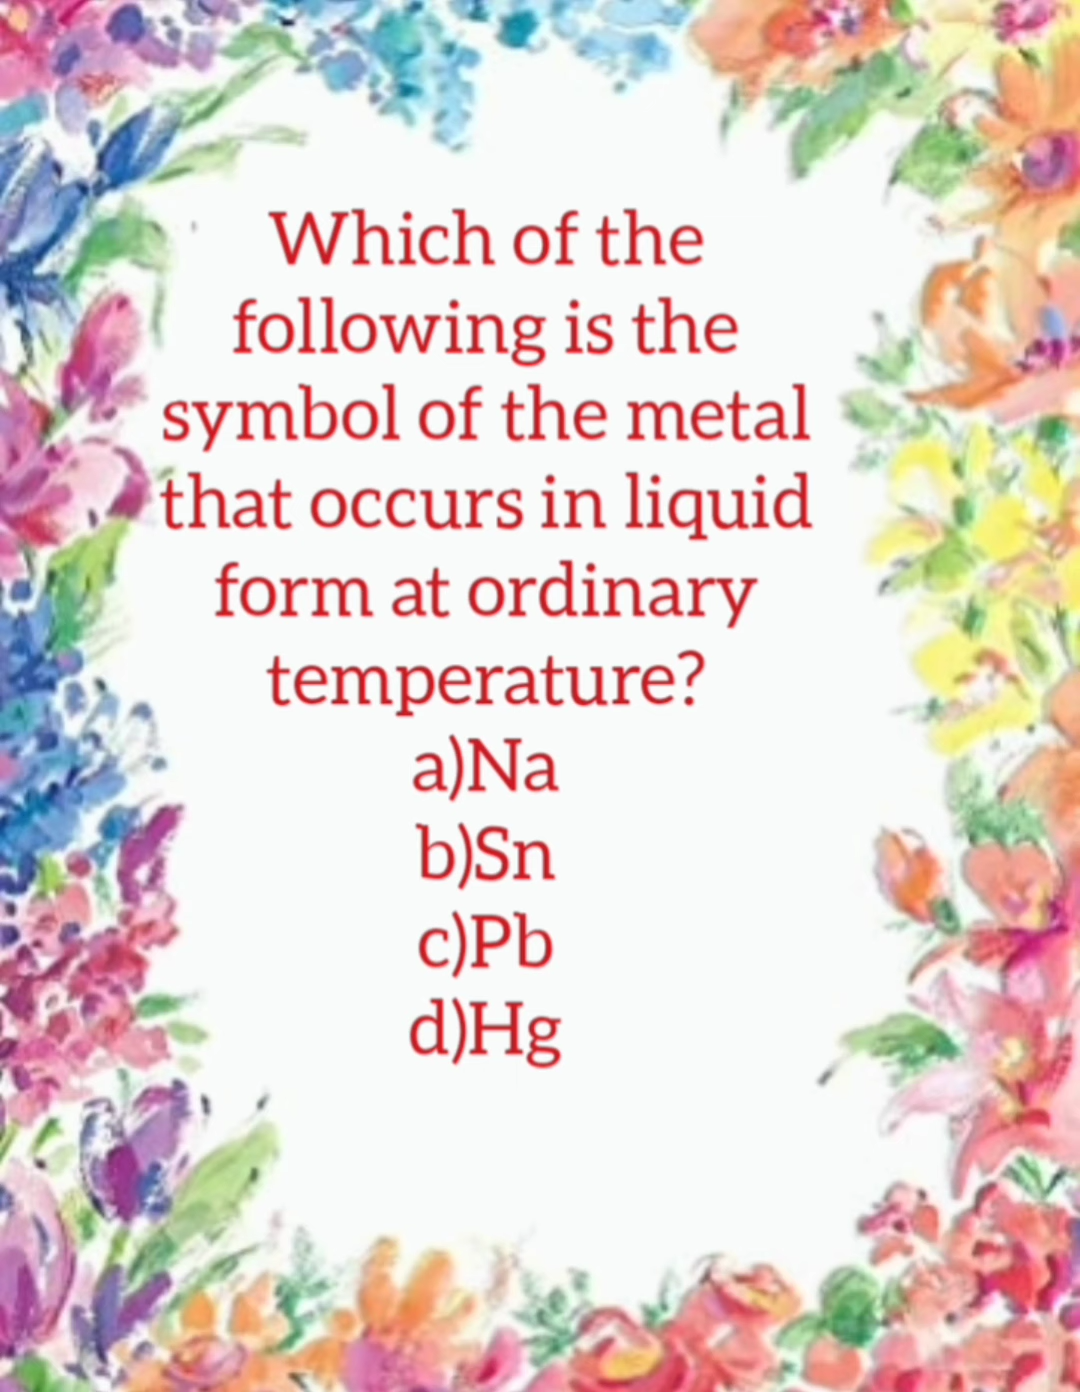 Which of the
following is the
symbol of the metal
that occurs in liquid
form at ordinary
temperature?
a)Na
b)Sn
c)Pb
d)Hg